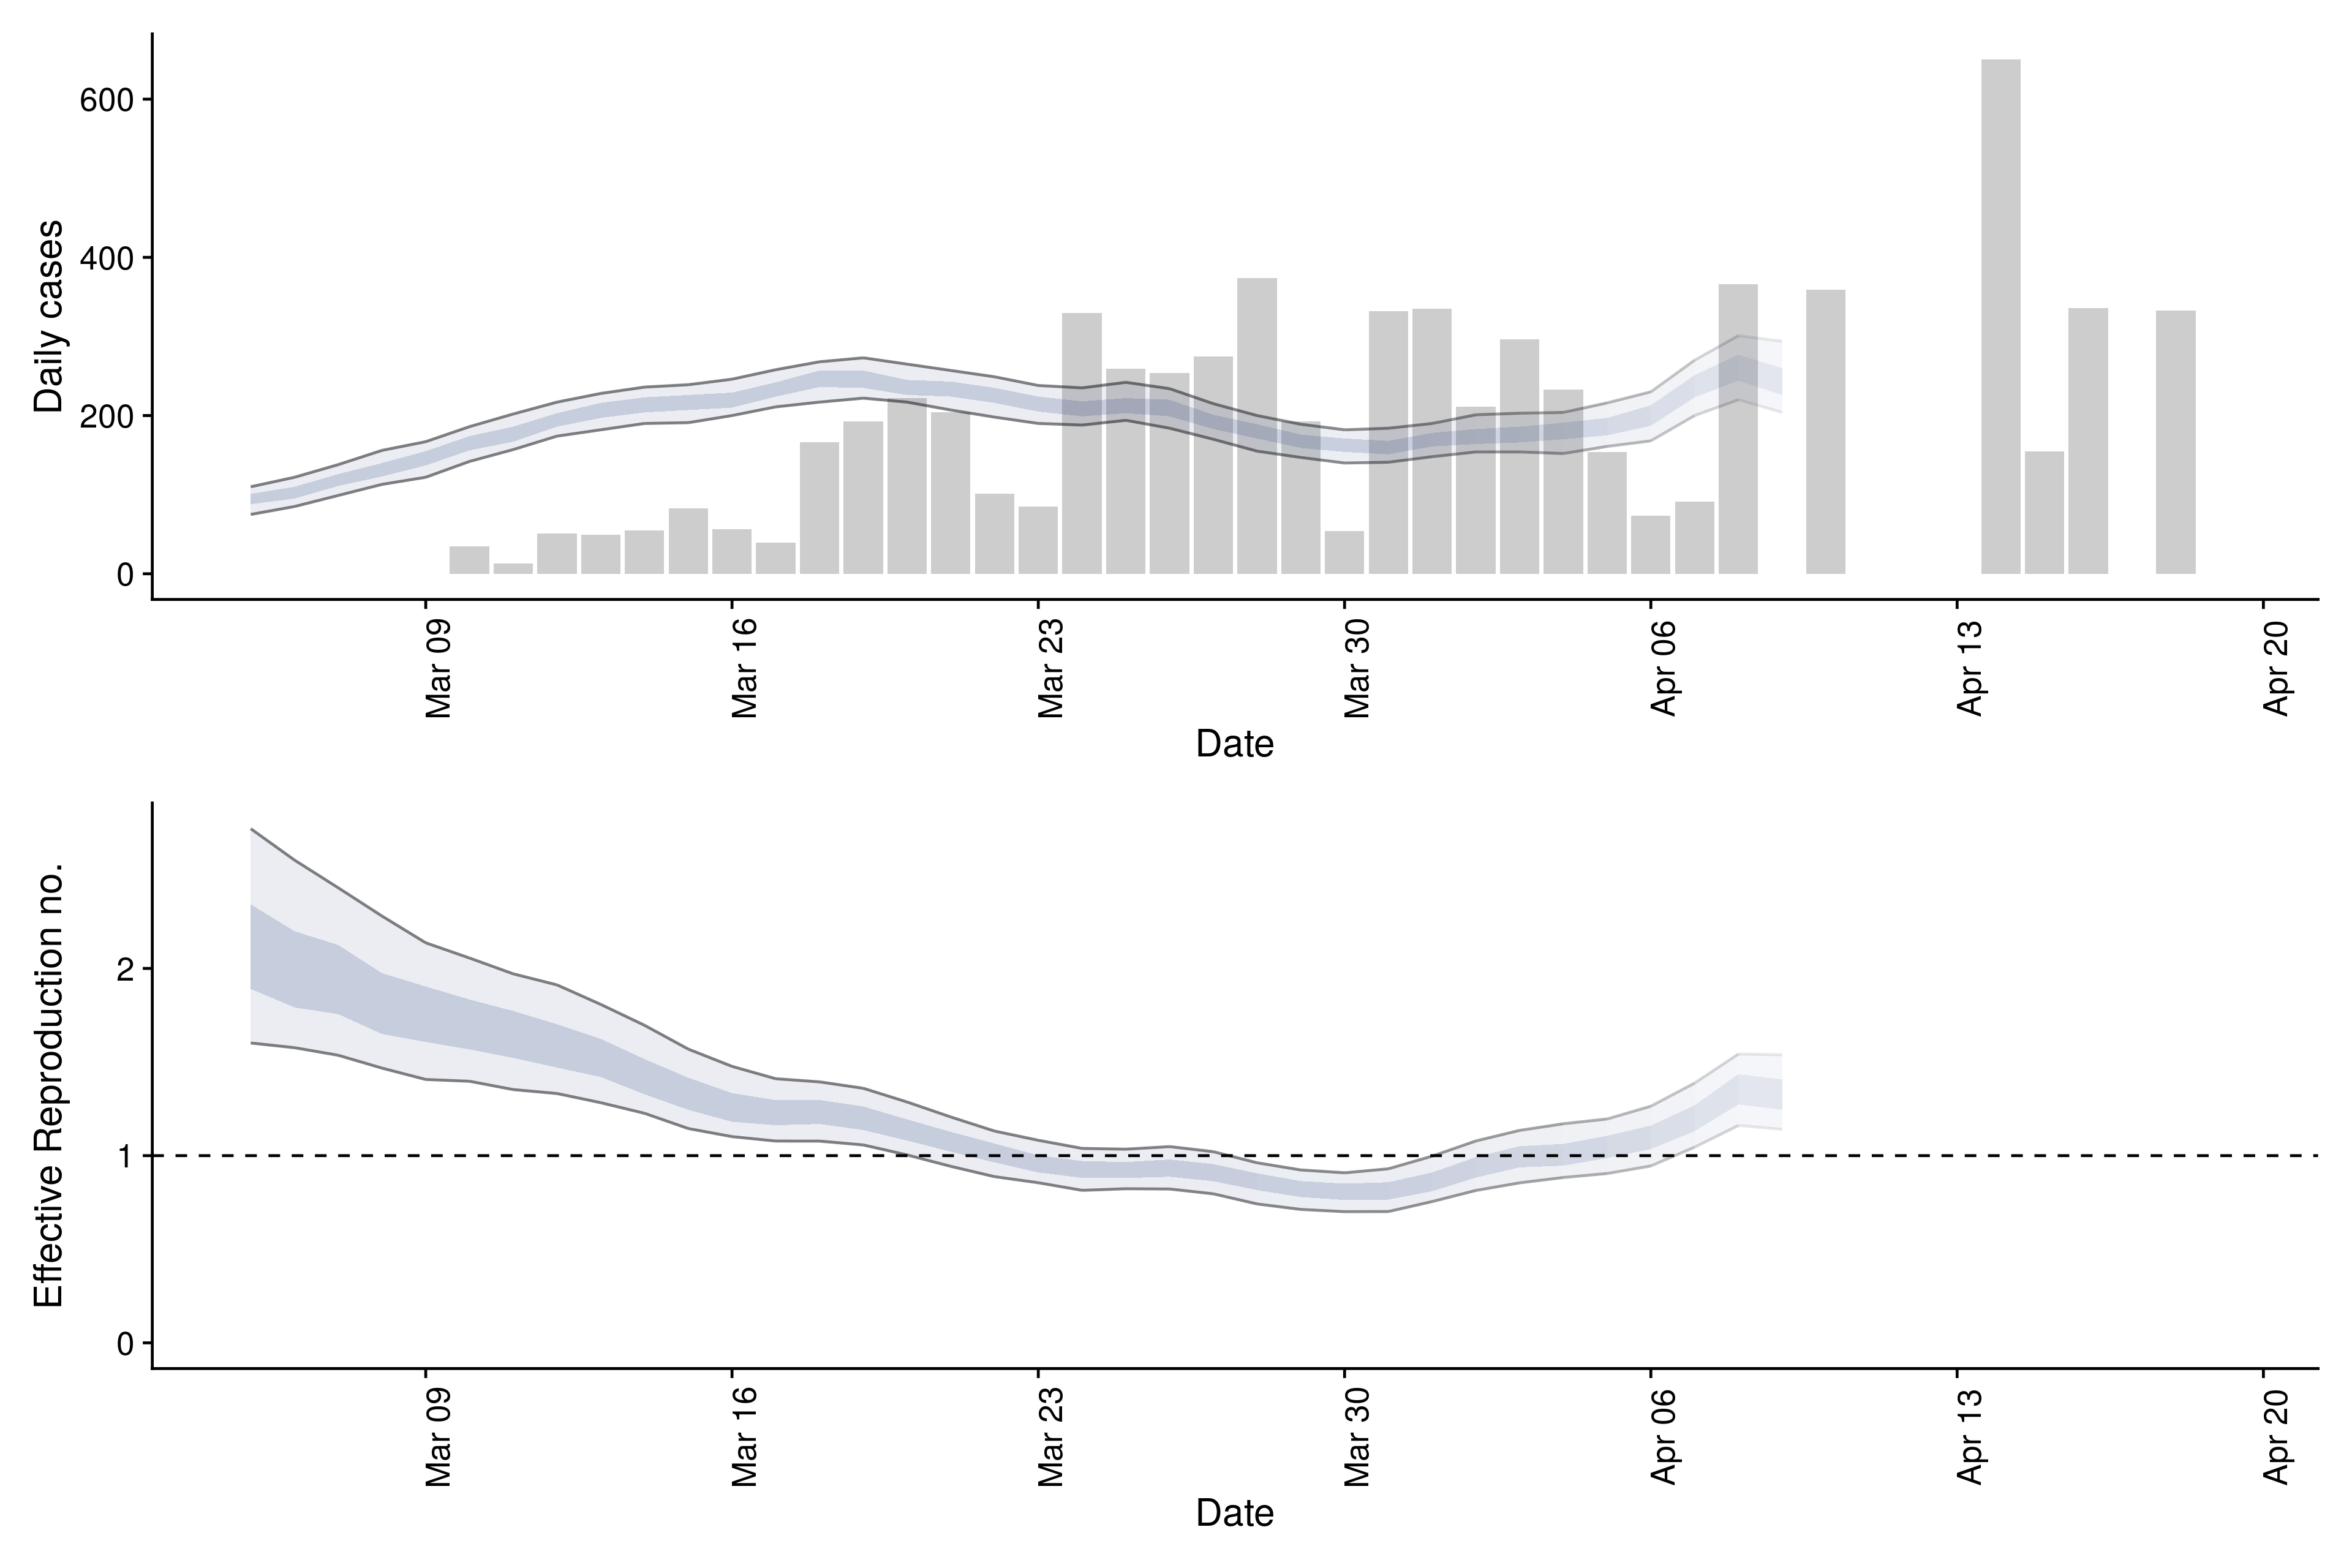 Daily cases
600
400
200
0
Mar 09
Mar 16
Mar 23
Mar 30
Apr 06
Apr 13
Apr 20
Date
Effective Reproduction no.
2
1
0
Mar 09
Mar 16
Mar 23
Mar 30
Apr 06
Apr 13
Apr 20
Date